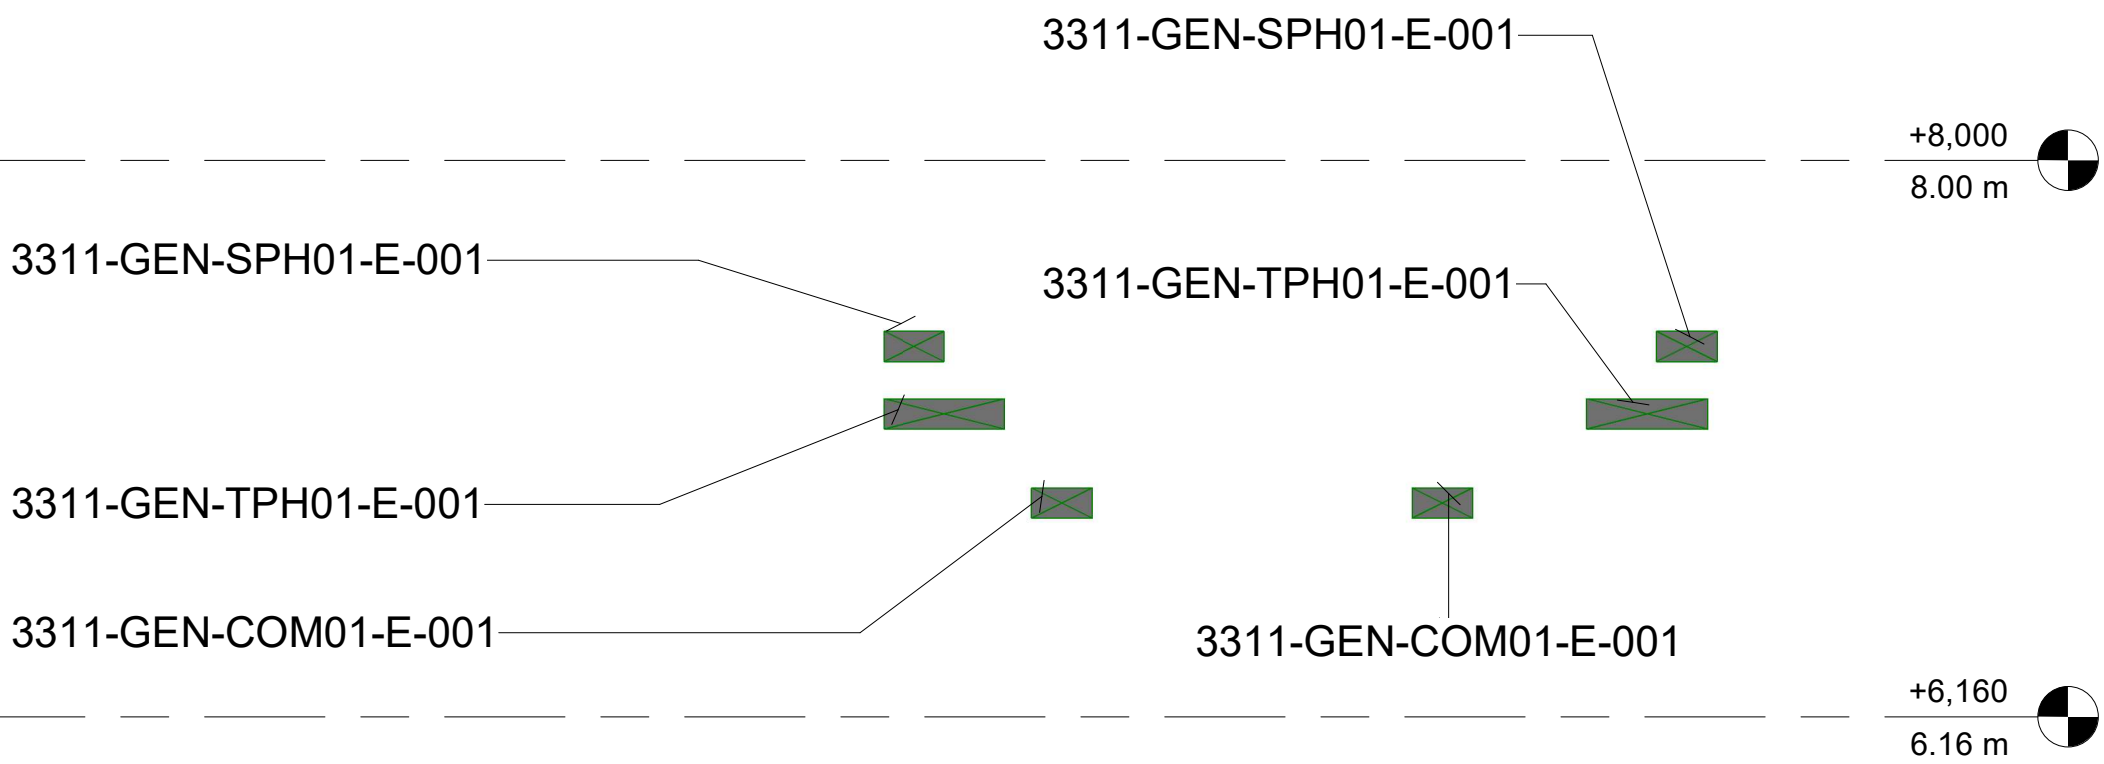 3311-GEN-SPH01-E-001
+8,000
8.00 m
3311-GEN-SPH01-E-001
3311-GEN-TPH01-E-001
3311-GEN-TPH01-E-001
3311-GEN-COM01-E-001
3311-GEN-COM01-E-001
+6,160
6.16 m